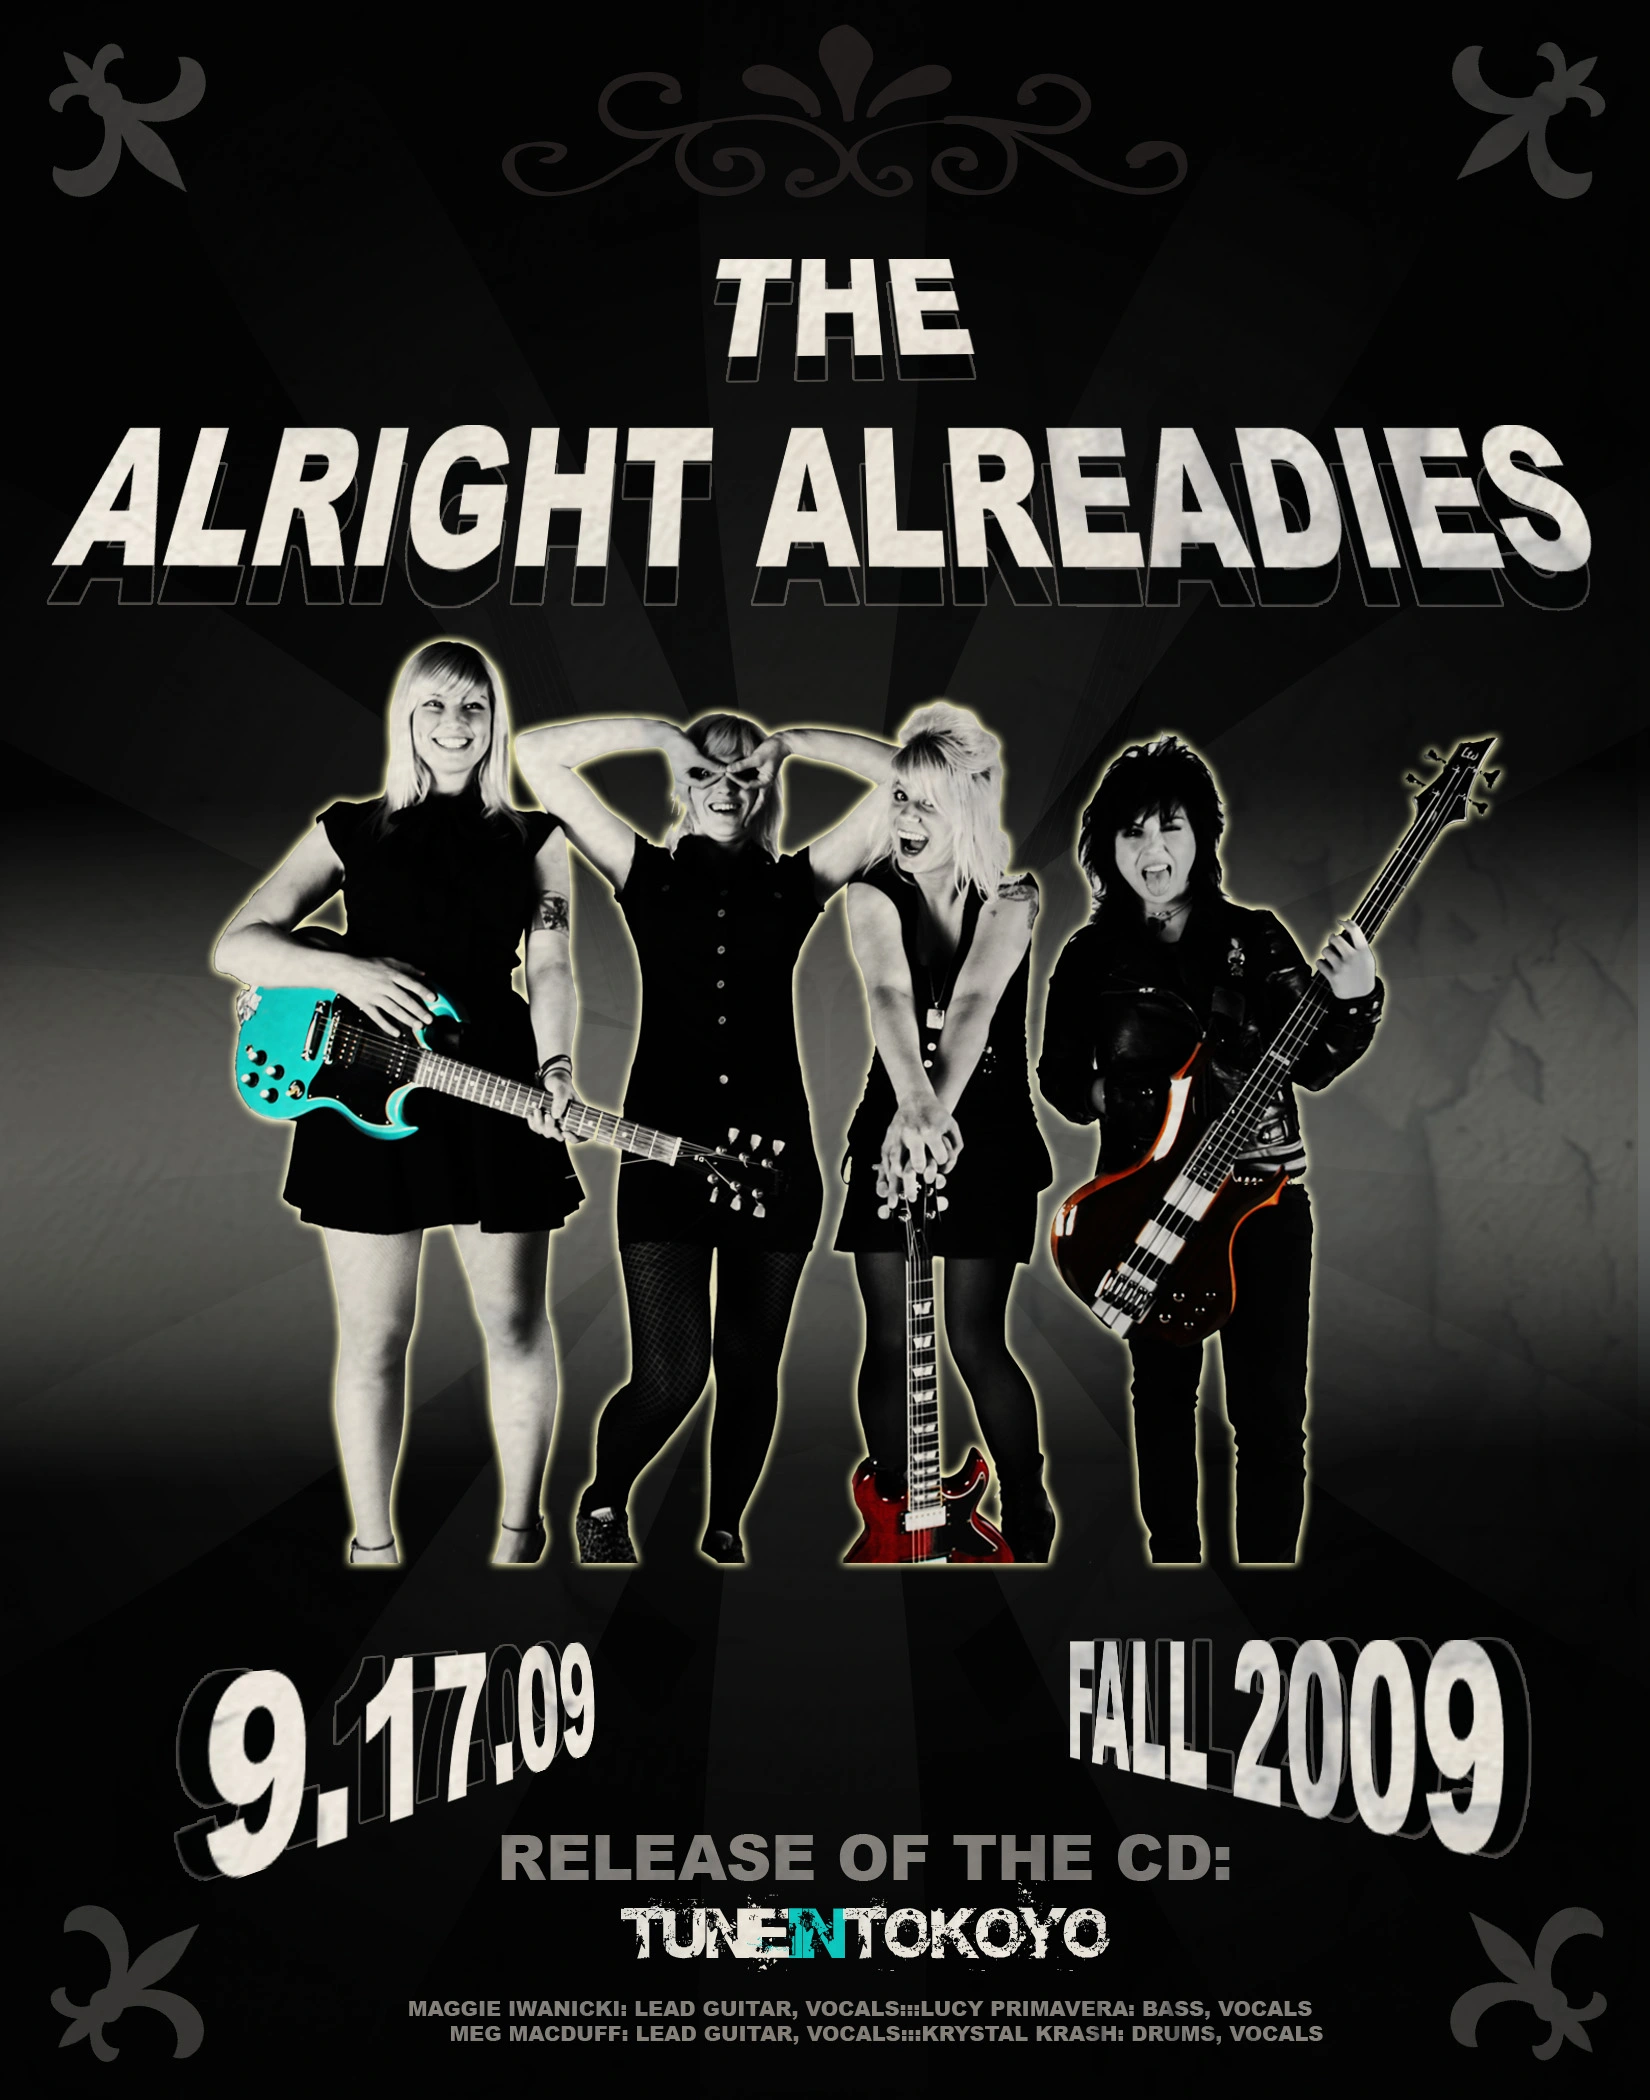 THE
ALRIGHT ALREADIES
9.17.09
FALL 2009
RELEASE OF THE CD:
TUNEINTOKOYO
MAGGIE IWANICKI: LEAD GUITAR, VOCALS:::LUCY PRIMAVERA: BASS, VOCALS
MEG MACDUFF: LEAD GUITAR, VOCALS:::KRYSTAL KRASH: DRUMS, VOCALS